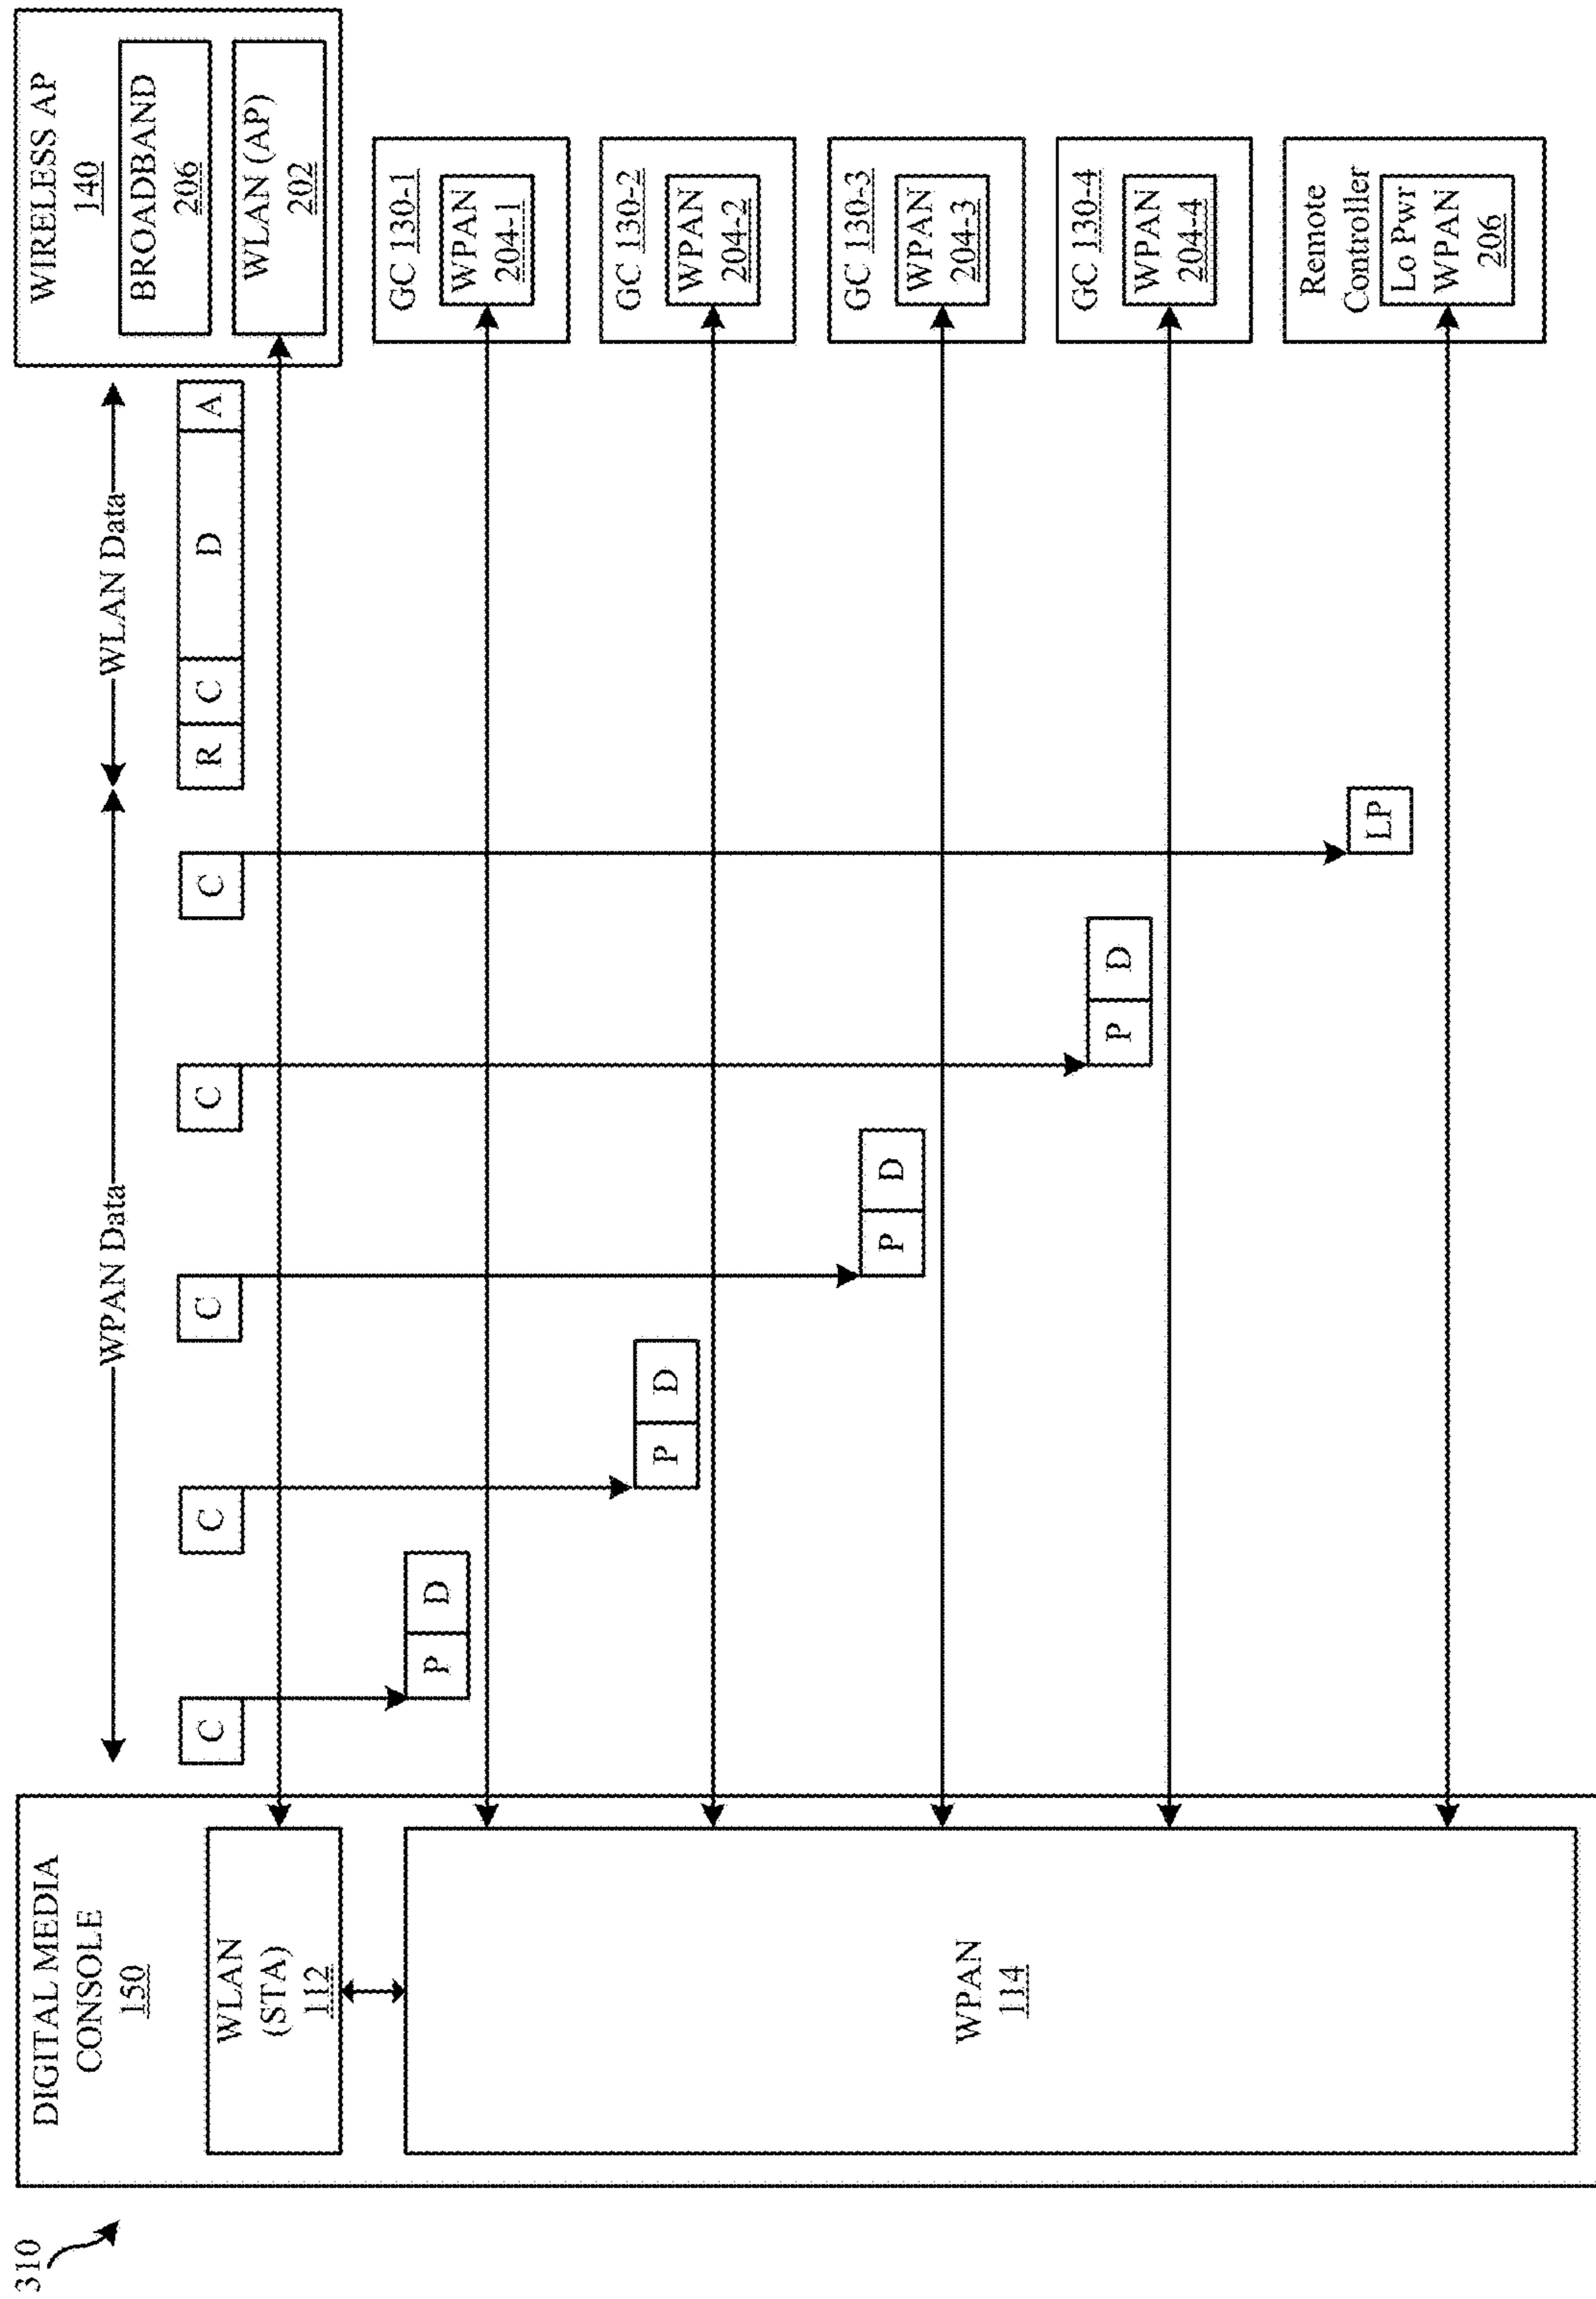 310
DIGITAL MEDIA
CONSOLE
150
WLAN
(STA)
112
WPAN
114
WPAN Data
WLAN Data
C
C
C
C
C
R
C
D
A
P
D
P
D
P
D
P
D
LP
WIRELESS AP
140
BROADBAND
206
WLAN (AP)
202
GC 130-1
WPAN
204-1
GC 130-2
WPAN
204-2
GC 130-3
WPAN
204-3
GC 130-4
WPAN
204-4
Remote
Controller
Lo Pwr
WPAN
206